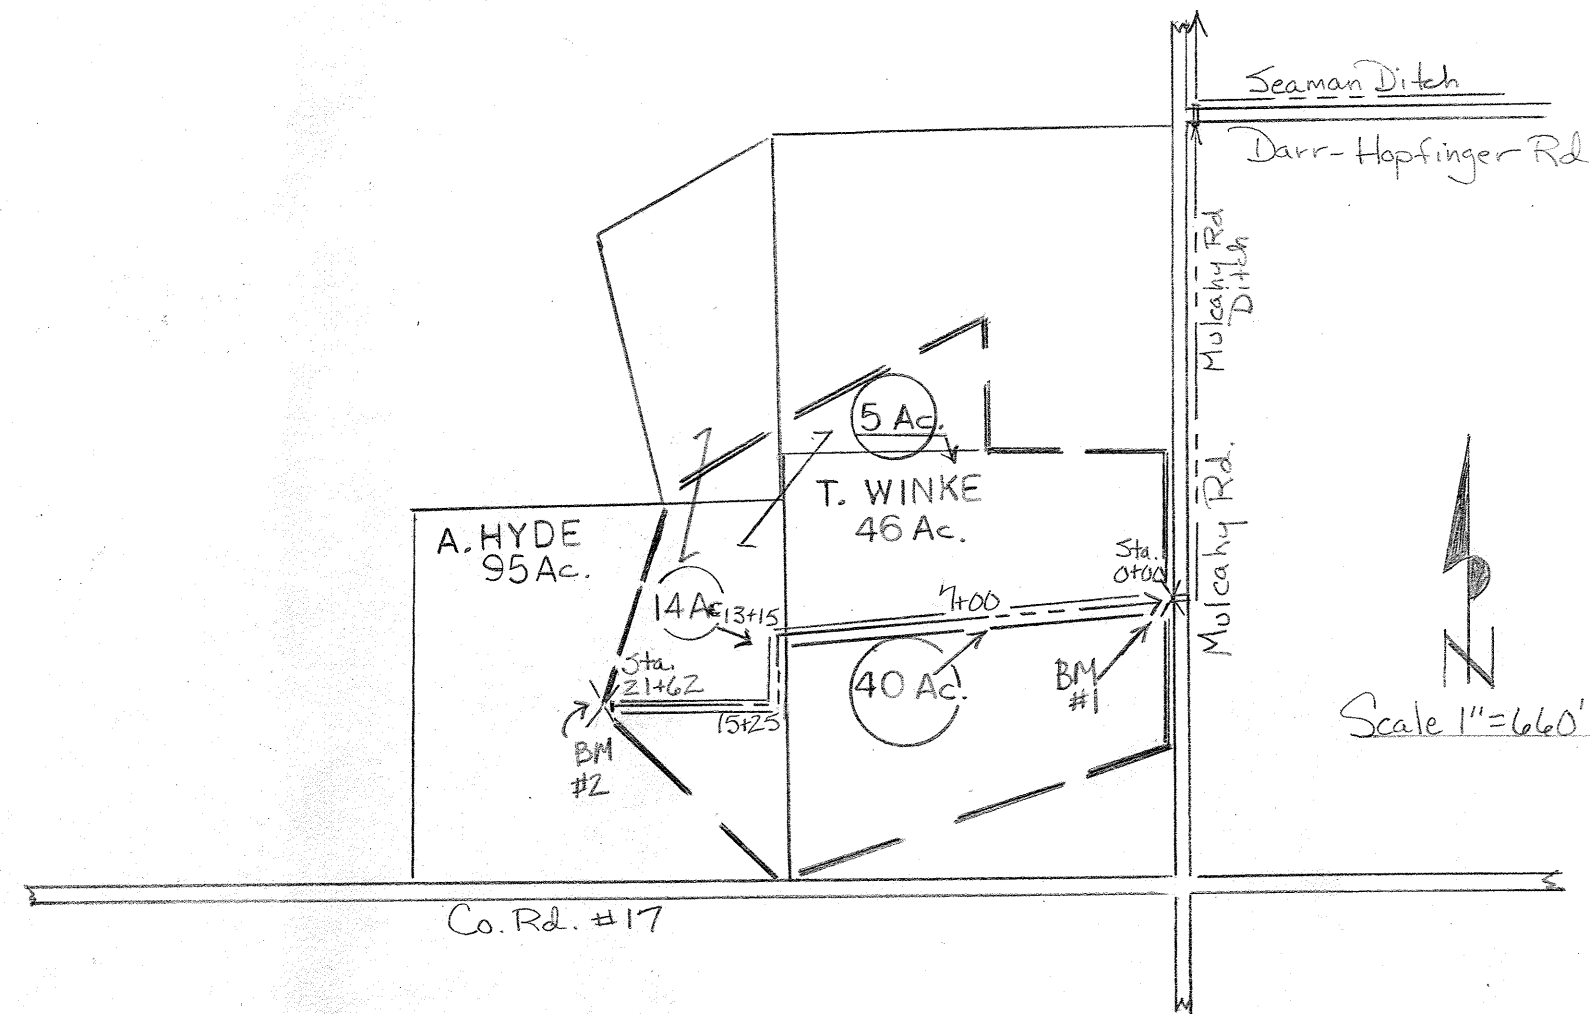 Seaman Ditch
Darr-Hopfinger Rd
Mulcahy Rd
Ditch
5 Ac.
T. WINKE
46 Ac.
A. HYDE
95 Ac.
Mulcahy Rd.
Sta.
0+00
7+00
14 Ac
13+15
Sta.
21+62
40 Ac.
BM
#1
15+25
BM
#2
N
Scale 1"=660'
Co. Rd. #17